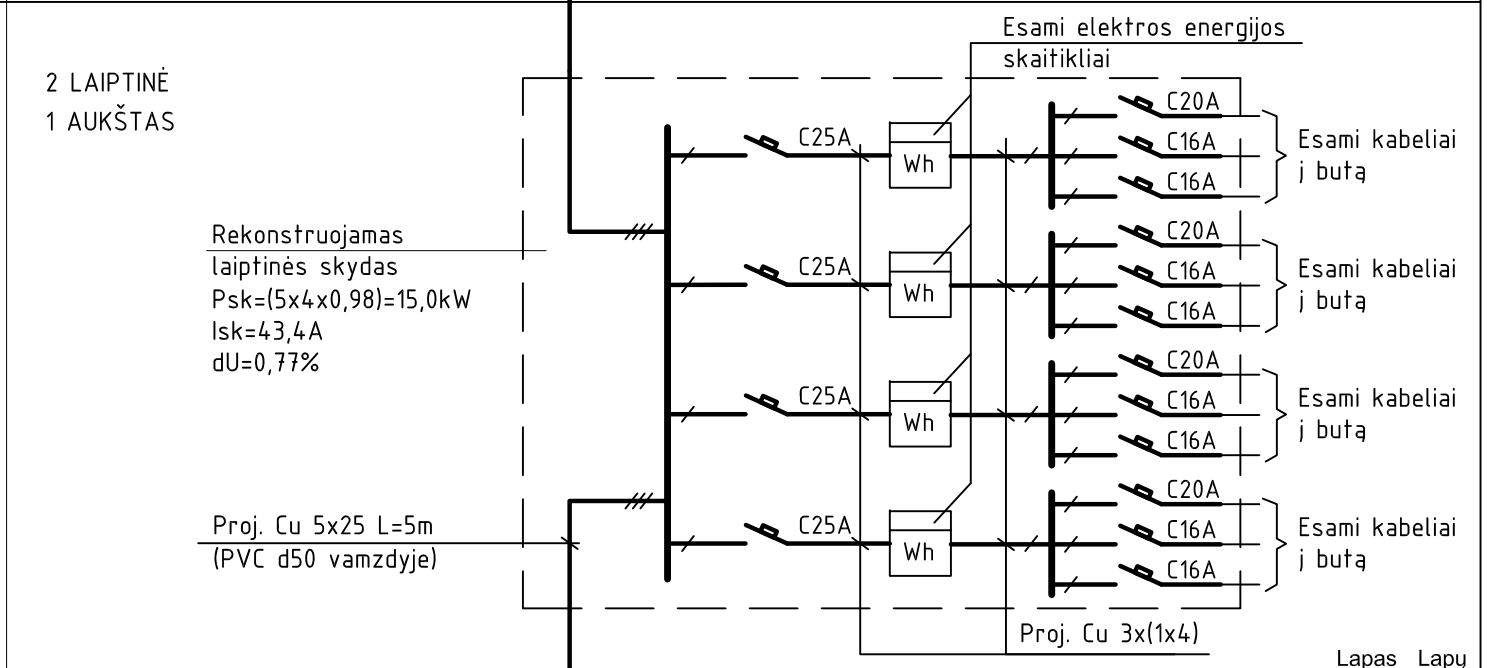 Esami elektros energijos
skaitikliai
2 LAIPTINĖ
1 AUKŠTAS
Rekonstruojamas
laiptinės skydas
Psk=(5x4x0,98)=15,0kW
Isk=43,4A
dU=0,77%
Proj. Cu 5x25 L=5m
(PVC d50 vamzdyje)
C25A
Wh
C20A
C16A
C16A
Esami kabeliai
į butą
C25A
Wh
C20A
C16A
C16A
Esami kabeliai
į butą
C25A
Wh
C20A
C16A
C16A
Esami kabeliai
į butą
C25A
Wh
C20A
C16A
C16A
Esami kabeliai
į butą
Proj. Cu 3x(1x4)
Lapas Lapų